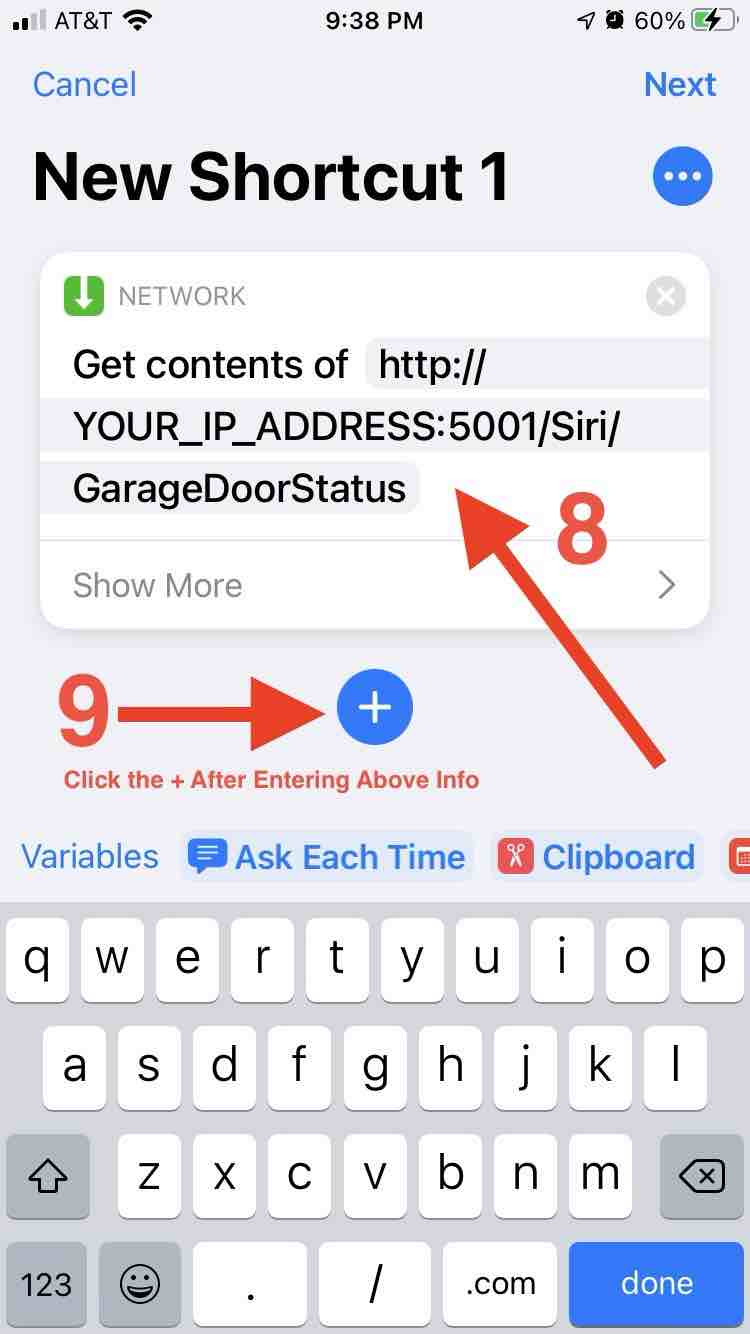 AT&T 9:38 PM 60%
Cancel Next
New Shortcut 1
NETWORK
Get contents of http://
YOUR_IP_ADDRESS:5001/Siri/
GarageDoorStatus
8
Show More
9
Click the + After Entering Above Info
Variables Ask Each Time Clipboard
q w e r t y u i o p
a s d f g h j k l
z x c v b n m
123 . / .com done